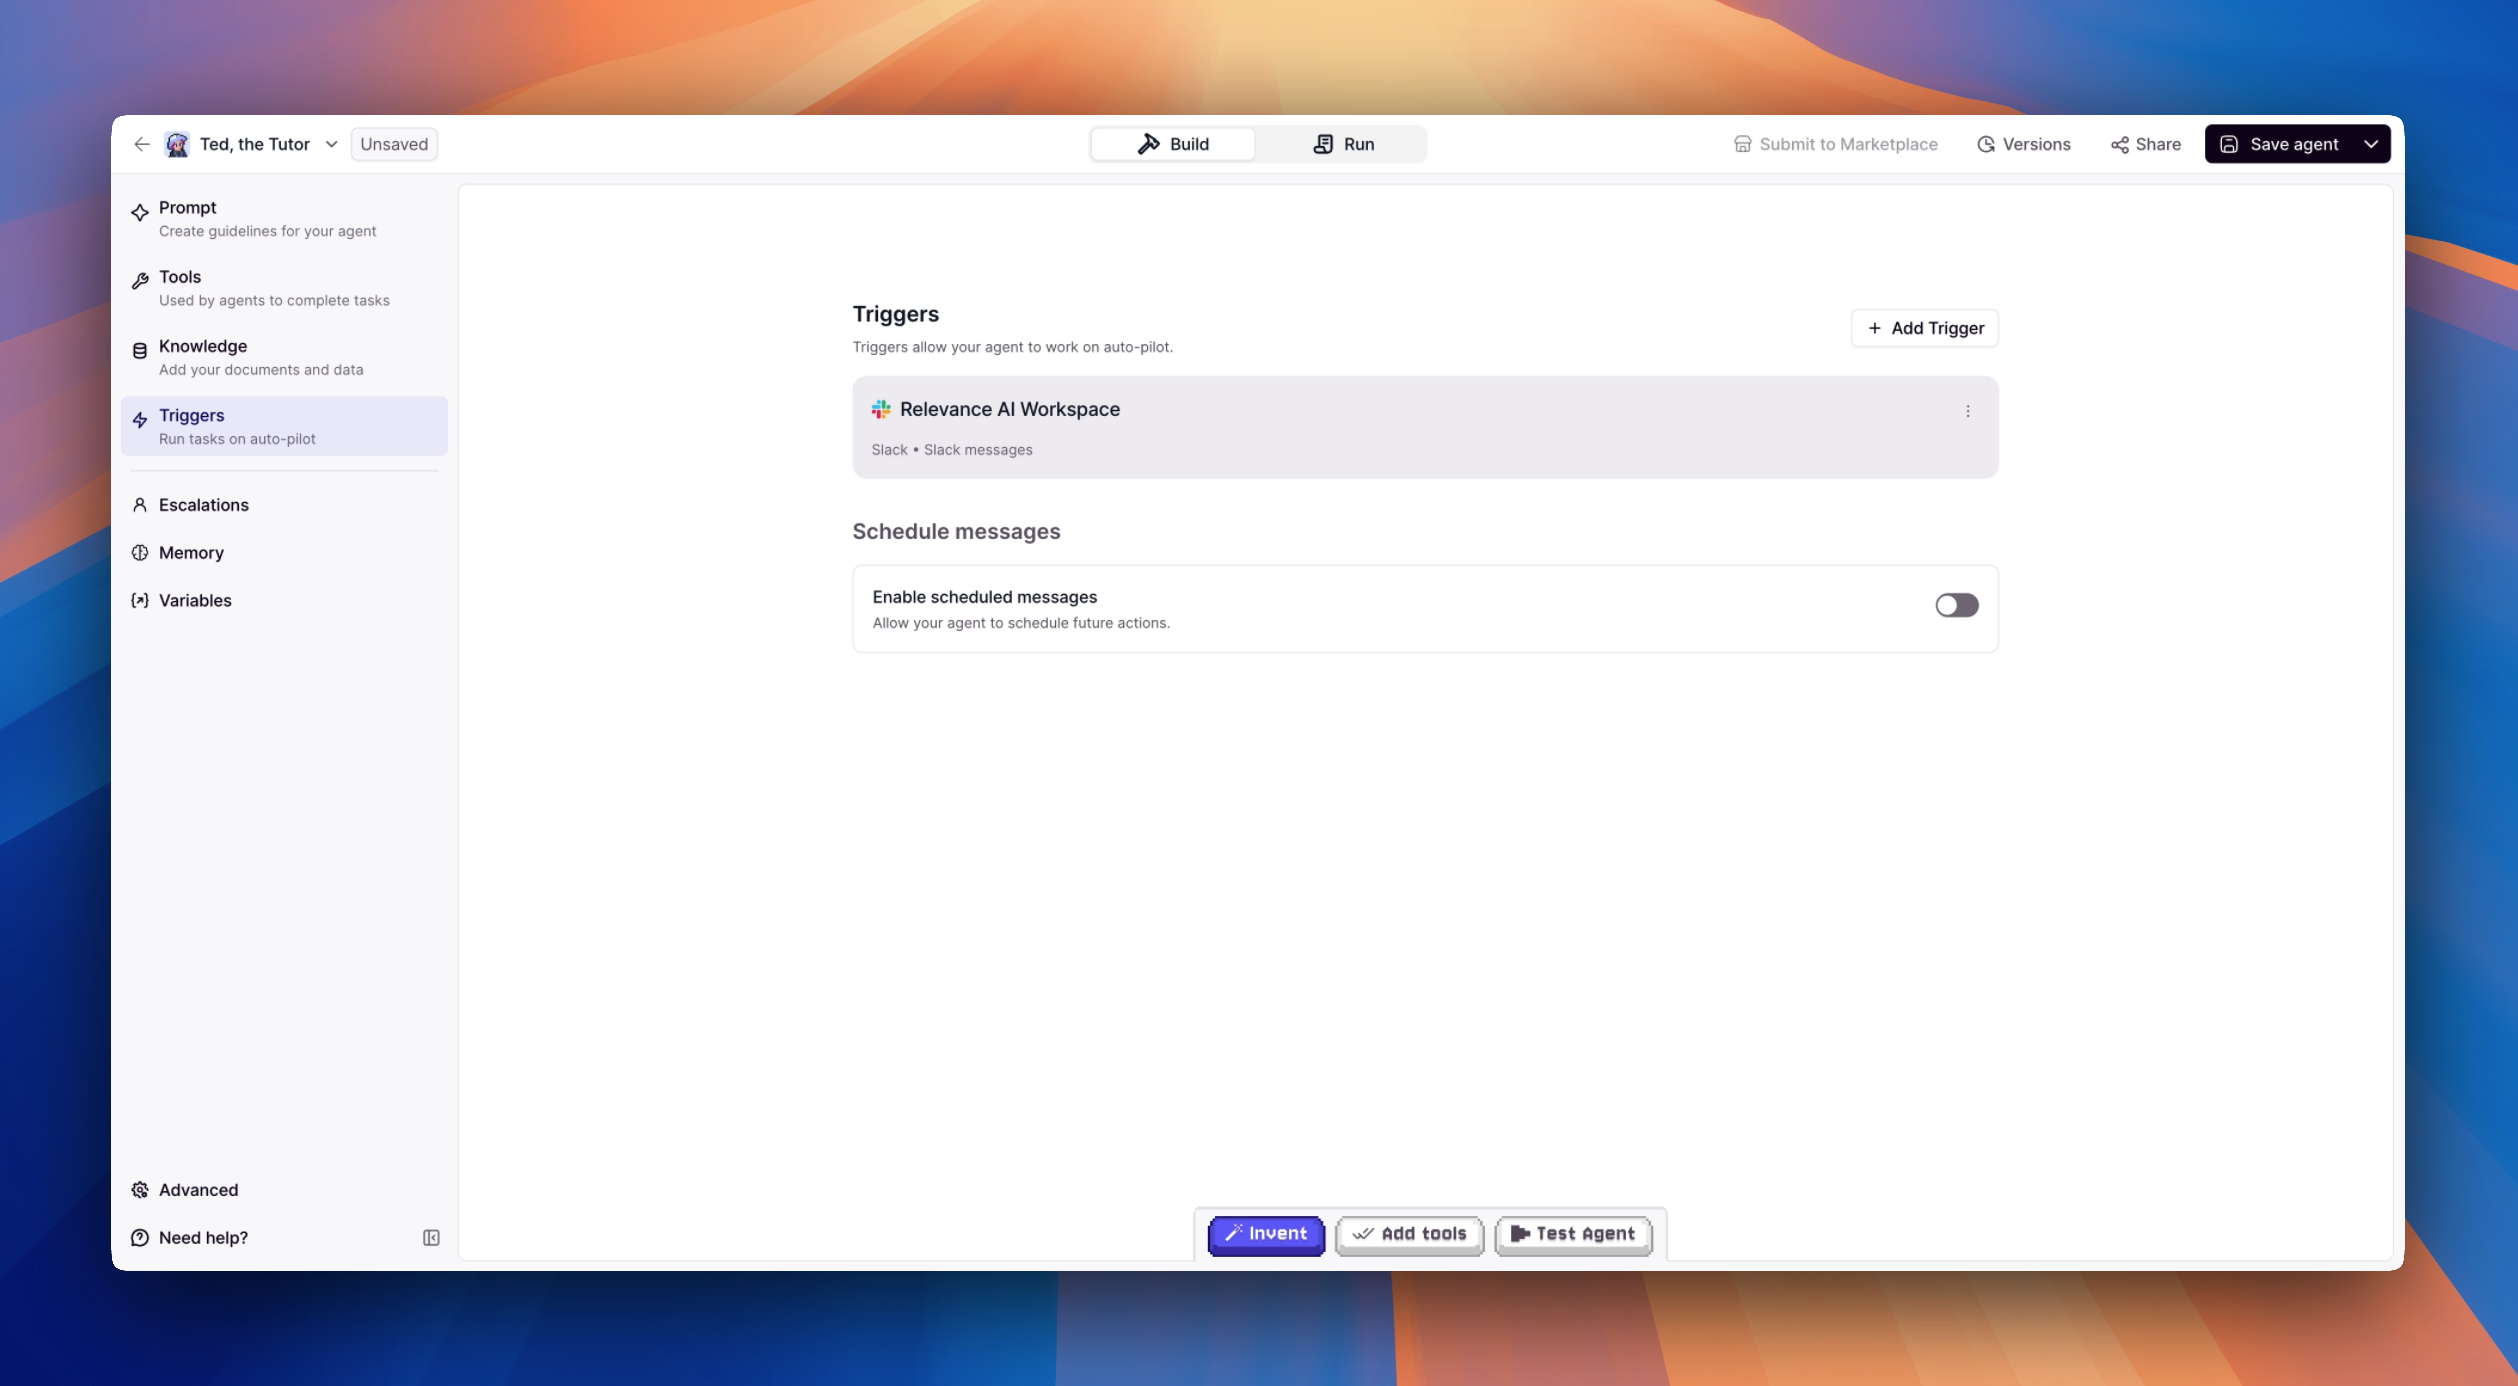 Ted, the Tutor
Unsaved
Build
Run
Submit to Marketplace
Versions
Share
Save agent
Prompt
Create guidelines for your agent
Tools
Used by agents to complete tasks
Knowledge
Add your documents and data
Triggers
Run tasks on auto-pilot
Escalations
Memory
Variables
Advanced
Need help?
Triggers
Triggers allow your agent to work on auto-pilot.
+ Add Trigger
Relevance AI Workspace
Slack • Slack messages
Schedule messages
Enable scheduled messages
Allow your agent to schedule future actions.
Invent
Add tools
Test Agent